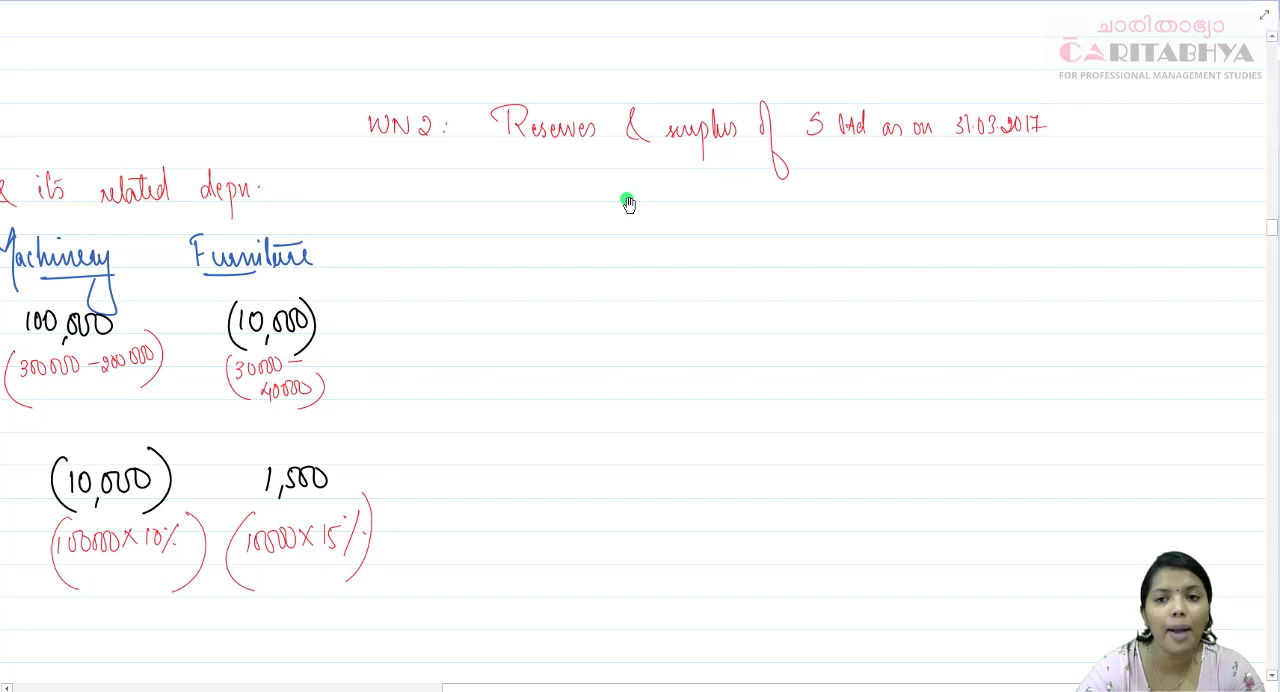 ചാരിതാഭ്യാ
CARITABHYA
FOR PROFESSIONAL MANAGEMENT STUDIES
WN 2: Reserves & surplus of S ltd as on 31.03.2017
& its related depn.
Machinery Furniture
100,000 (10,000)
(300000 - 200000) (30000 - 40000)
(10,000) 1,500
(100000 x 10%) (10000 x 15%)